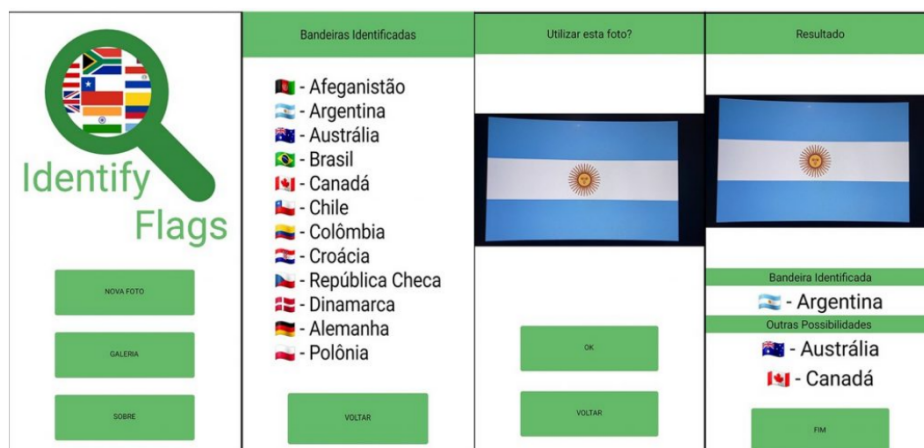 Identify
Flags
NOVA FOTO
GALERIA
SOBRE
Bandeiras Identificadas
- Afeganistão
- Argentina
- Austrália
- Brasil
- Canadá
- Chile
- Colômbia
- Croácia
- República Checa
- Dinamarca
- Alemanha
- Polônia
VOLTAR
Utilizar esta foto?
OK
VOLTAR
Resultado
Bandeira Identificada
- Argentina
Outras Possibilidades
- Austrália
- Canadá
FIM